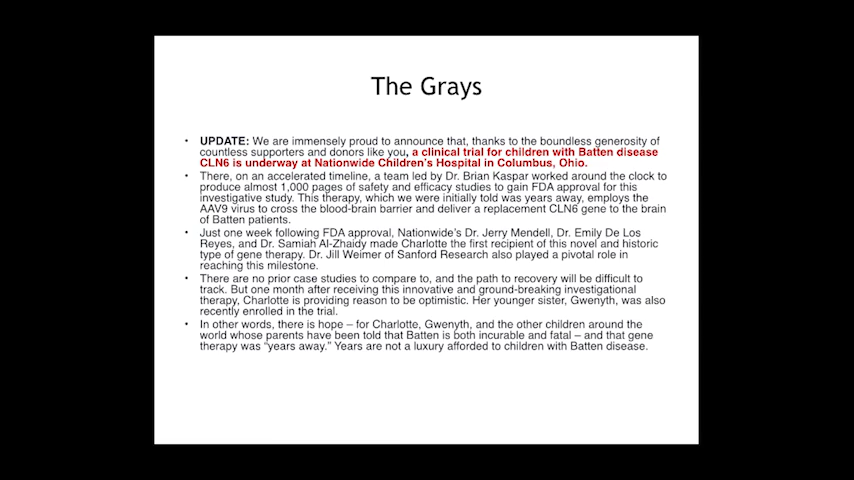 The Grays
• UPDATE: We are immensely proud to announce that, thanks to the boundless generosity of
countless supporters and donors like you, a clinical trial for children with Batten disease
CLN6 is underway at Nationwide Children's Hospital in Columbus, Ohio.
• There, on an accelerated timeline, a team led by Dr. Brian Kaspar worked around the clock to
produce almost 1,000 pages of safety and efficacy studies to gain FDA approval for this
investigative study. This therapy, which we were initially told was years away, employs the
AAV9 virus to cross the blood-brain barrier and deliver a replacement CLN6 gene to the brain
of Batten patients.
• Just one week following FDA approval, Nationwide's Dr. Jerry Mendell, Dr. Emily De Los
Reyes, and Dr. Samiah Al-Zhaidy made Charlotte the first recipient of this novel and historic
type of gene therapy. Dr. Jill Weimer of Sanford Research also played a pivotal role in
reaching this milestone.
• There are no prior case studies to compare to, and the path to recovery will be difficult to
track. But one month after receiving this innovative and ground-breaking investigational
therapy, Charlotte is providing reason to be optimistic. Her younger sister, Gwenyth, was also
recently enrolled in the trial.
• In other words, there is hope – for Charlotte, Gwenyth, and the other children around the
world whose parents have been told that Batten is both incurable and fatal – and that gene
therapy was “years away.” Years are not a luxury afforded to children with Batten disease.